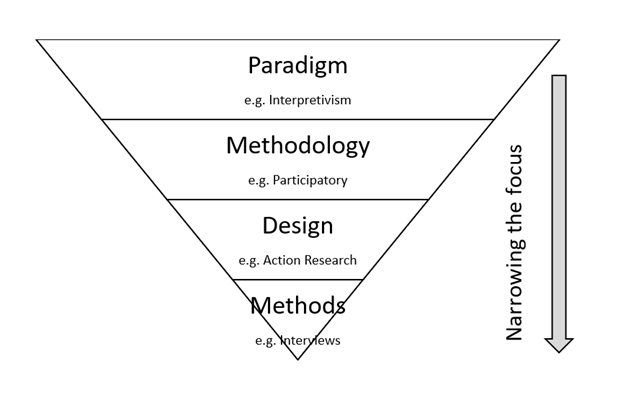 Paradigm
e.g. Interpretivism
Methodology
e.g. Participatory
Design
e.g. Action Research
Methods
e.g. Interviews
Narrowing the focus